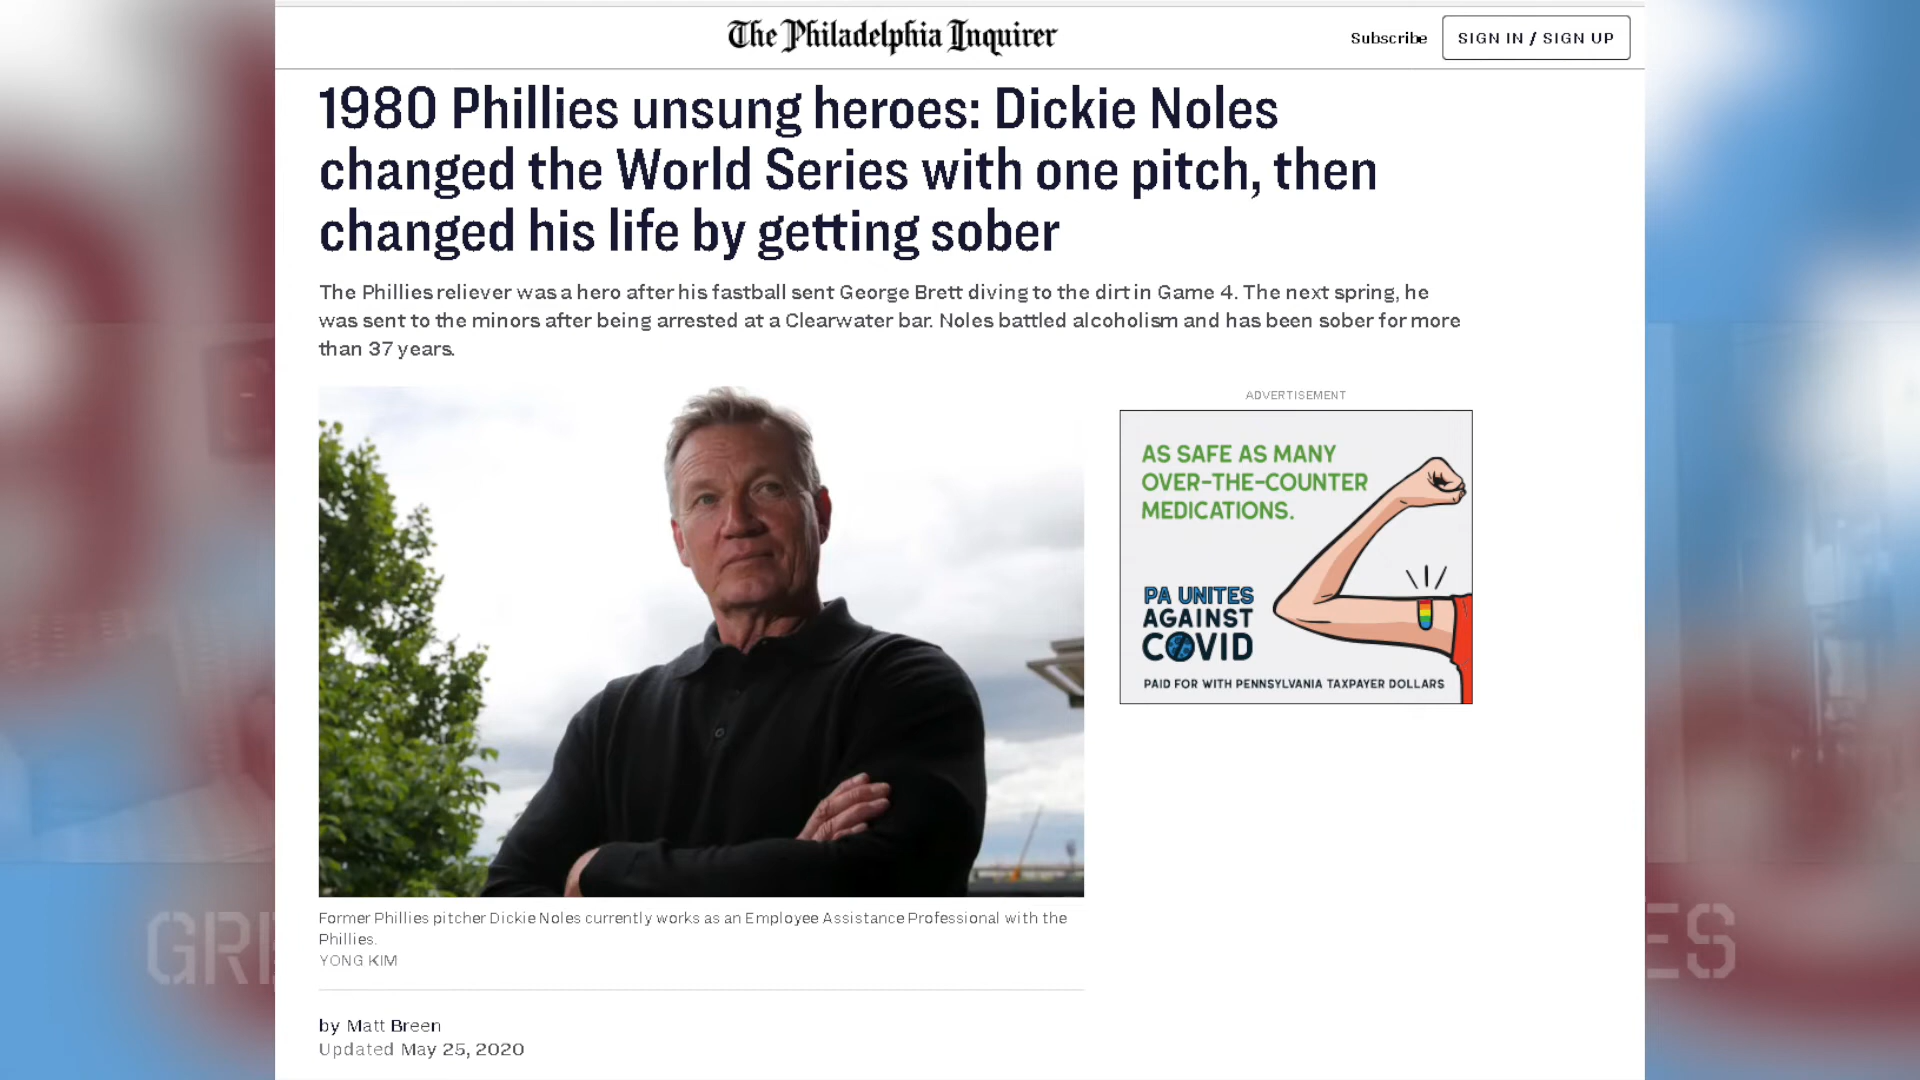 The Philadelphia Inquirer
Subscribe
SIGN IN / SIGN UP
1980 Phillies unsung heroes: Dickie Noles
changed the World Series with one pitch, then
changed his life by getting sober
The Phillies reliever was a hero after his fastball sent George Brett diving to the dirt in Game 4. The next spring, he
was sent to the minors after being arrested at a Clearwater bar. Noles battled alcoholism and has been sober for more
than 37 years.
ADVERTISEMENT
AS SAFE AS MANY
OVER-THE-COUNTER
MEDICATIONS.
PA UNITES
AGAINST
COVID
PAID FOR WITH PENNSYLVANIA TAXPAYER DOLLARS
Former Phillies pitcher Dickie Noles currently works as an Employee Assistance Professional with the
Phillies.
YONG KIM
by Matt Breen
Updated May 25, 2020